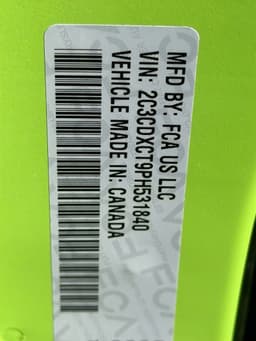 MFD BY: FCA US LLC
VIN: 2C3CDXCT9PH531840
VEHICLE MADE IN: CANADA